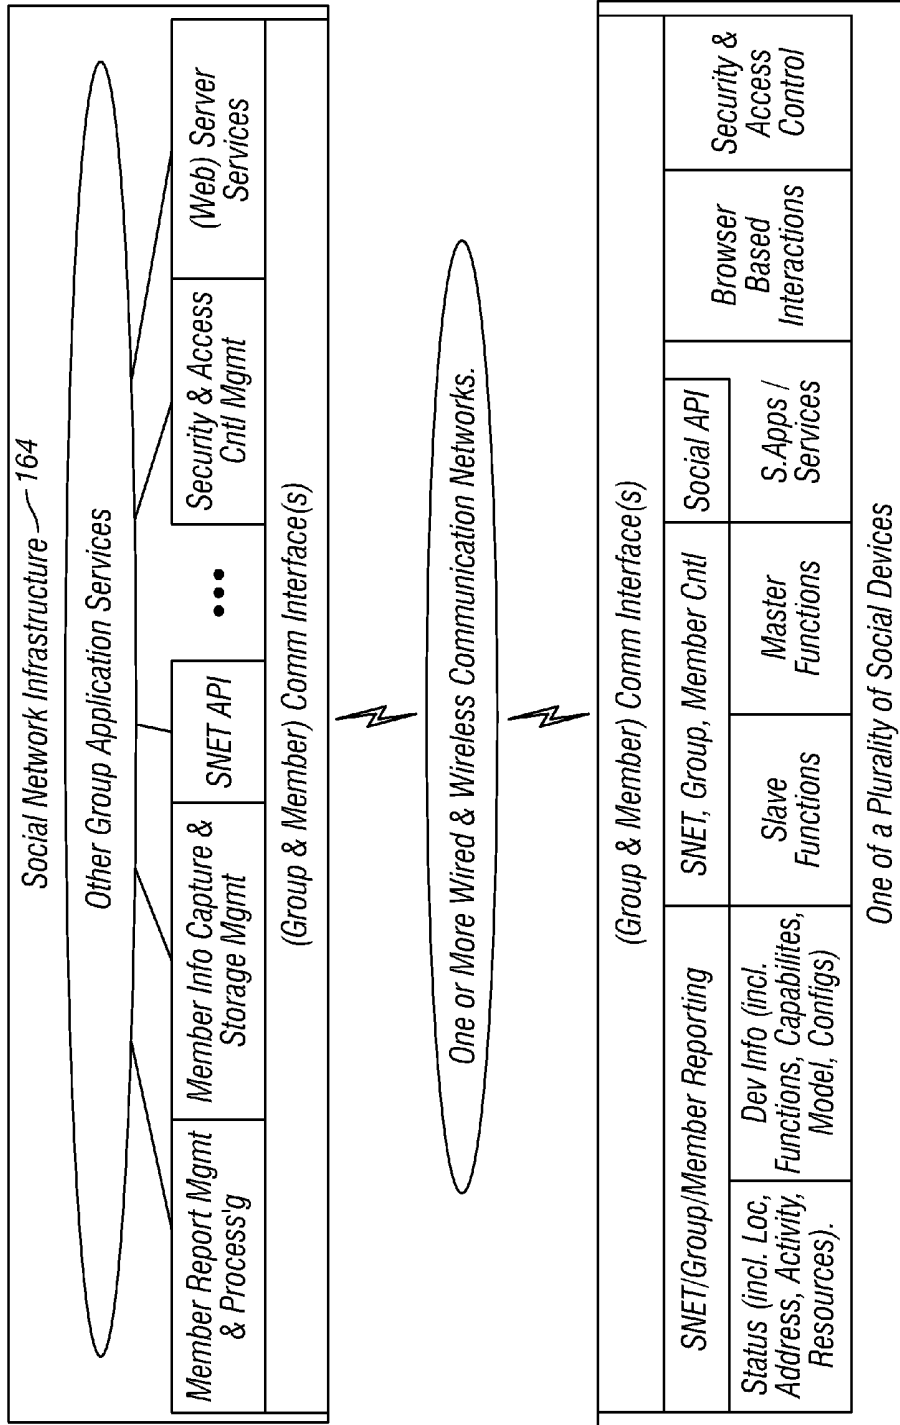 Social Network Infrastructure 164
Other Group Application Services
Member Report Mgmt
& Process'g
Member Info Capture &
Storage Mgmt
SNET API
•••
Security & Access
Cntl Mgmt
(Web) Server
Services
(Group & Member) Comm Interface(s)
One or More Wired & Wireless Communication Networks.
(Group & Member) Comm Interface(s)
SNET/Group/Member Reporting
SNET, Group, Member Cntl
Social API
Status (incl. Loc,
Address, Activity,
Resources).
Dev Info (incl.
Functions, Capabilites,
Model, Configs)
Slave
Functions
Master
Functions
S.Apps /
Services
Browser
Based
Interactions
Security &
Access
Control
One of a Plurality of Social Devices